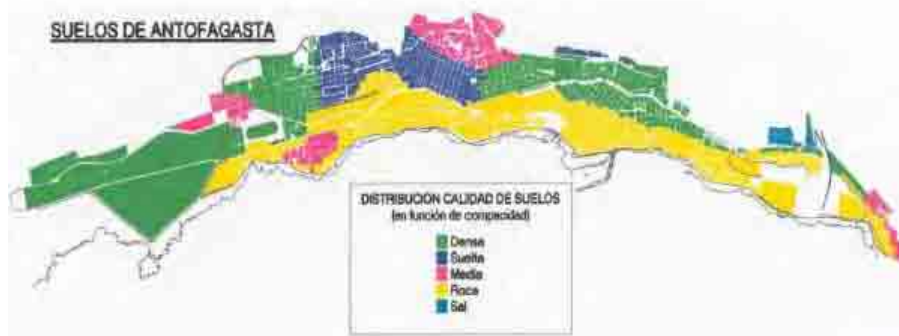 SUELOS DE ANTOFAGASTA
DISTRIBUCION CALIDAD DE SUELOS
(en función de compacidad)
Densa
Suelta
Media
Roca
Sal